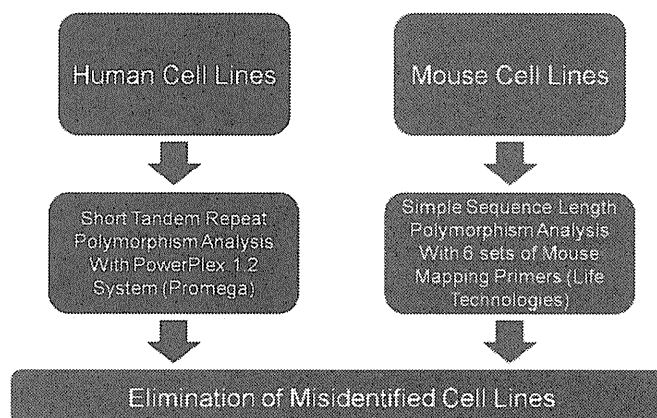 Human Cell Lines
Mouse Cell Lines
Short Tandem Repeat
Polymorphism Analysis
With PowerPlex 1.2
System (Promega)
Simple Sequence Length
Polymorphism Analysis
With 6 sets of Mouse
Mapping Primers (Life
Technologies)
Elimination of Misidentified Cell Lines